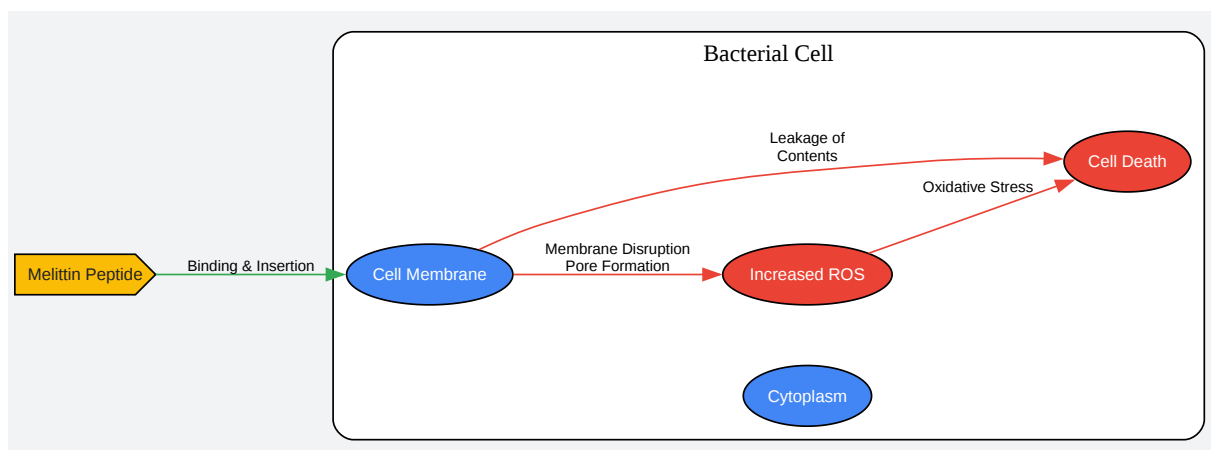 Bacterial Cell
Leakage of
Contents
Cell Death
Oxidative Stress
Melittin Peptide
Binding & Insertion
Cell Membrane
Membrane Disruption
Pore Formation
Increased ROS
Cytoplasm